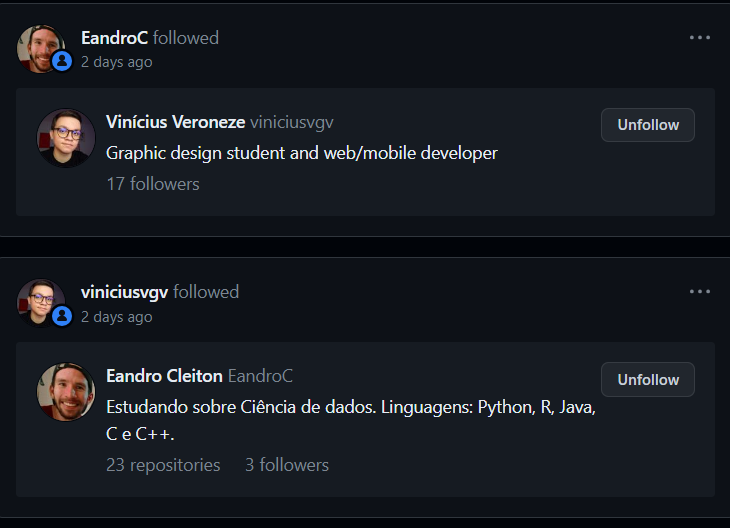 EandroC followed
2 days ago
Vinícius Veroneze viniciusvgv
Unfollow
Graphic design student and web/mobile developer
17 followers
viniciusvgv followed
2 days ago
Eandro Cleiton EandroC
Unfollow
Estudando sobre Ciência de dados. Linguagens: Python, R, Java,
C e C++.
23 repositories 3 followers